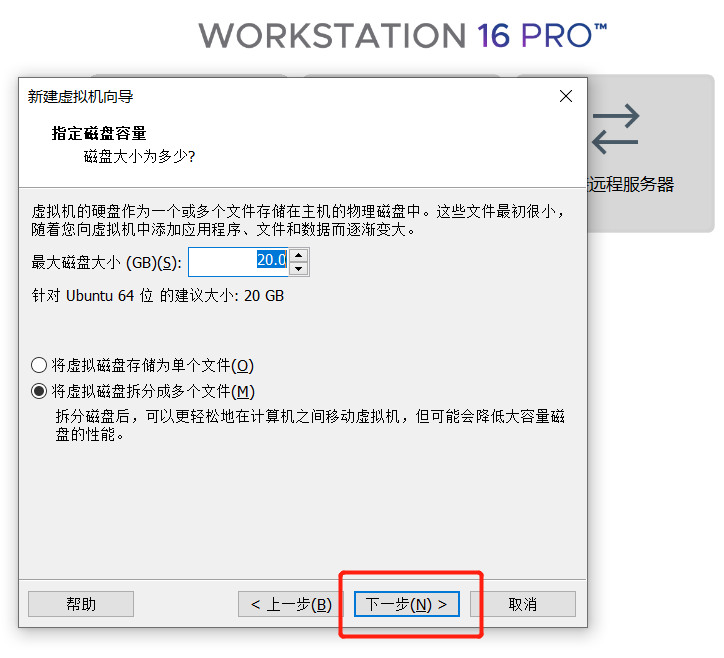 WORKSTATION 16 PRO™
新建虚拟机向导
指定磁盘容量
磁盘大小为多少?
远程服务器
虚拟机的硬盘作为一个或多个文件存储在主机的物理磁盘中。这些文件最初很小，
随着您向虚拟机中添加应用程序、文件和数据而逐渐变大。
最大磁盘大小 (GB)(S): 20.0
针对 Ubuntu 64 位 的建议大小: 20 GB
将虚拟磁盘存储为单个文件(O)
将虚拟磁盘拆分成多个文件(M)
拆分磁盘后，可以更轻松地在计算机之间移动虚拟机，但可能会降低大容量磁
盘的性能。
帮助 < 上一步(B) 下一步(N) > 取消